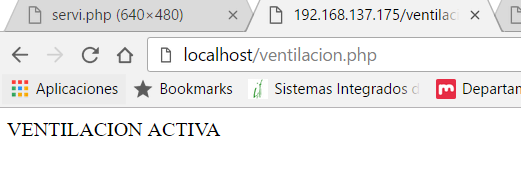 servi.php (640×480)
192.168.137.175/ventilac
localhost/ventilacion.php
Aplicaciones Bookmarks Sistemas Integrados d Departan
VENTILACION ACTIVA